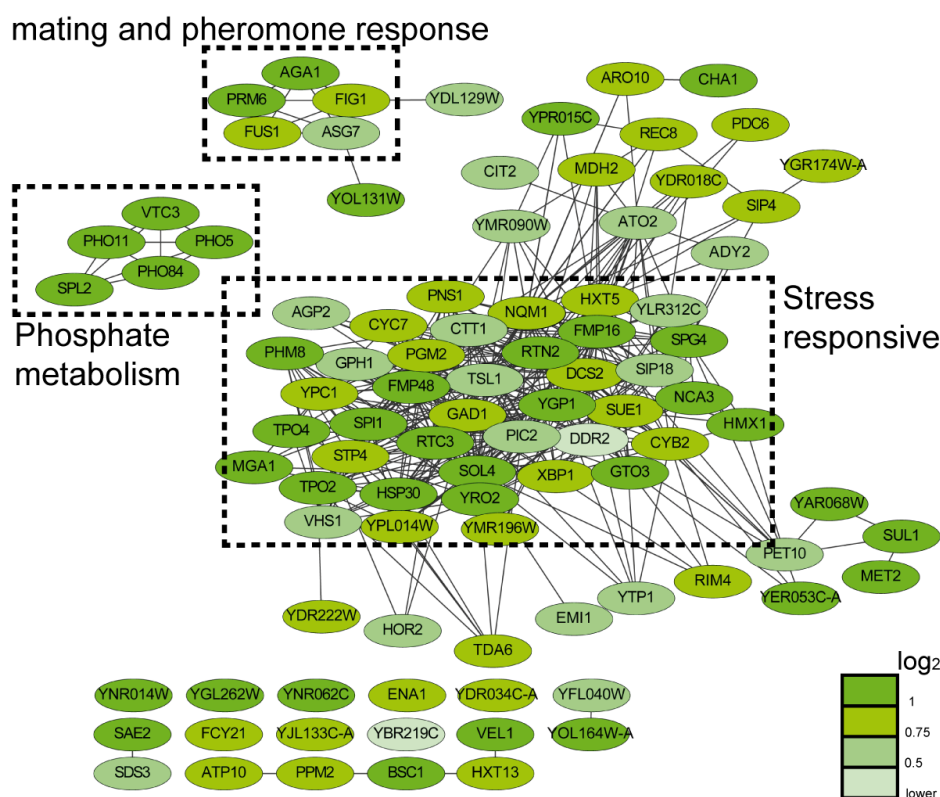 mating and pheromone response
AGA1
PRM6
FIG1
FUS1
ASG7
YDL129W
YOL131W
ARO10
CHA1
YPR015C
REC8
PDC6
CIT2
MDH2
YDR018C
YGR174W-A
SIP4
YMR090W
ATO2
ADY2
VTC3
PHO11
PHO5
PHO84
SPL2
Phosphate
metabolism
Stress
responsive
PNS1
NQM1
HXT5
YLR312C
AGP2
CYC7
CTT1
FMP16
SPG4
PHM8
GPH1
PGM2
RTN2
DCS2
SIP18
YPC1
FMP48
TSL1
YGP1
SUE1
NCA3
TPO4
SPI1
GAD1
PIC2
DDR2
CYB2
HMX1
MGA1
STP4
RTC3
SOL4
XBP1
GTO3
TPO2
HSP30
YRO2
VHS1
YPL014W
YMR196W
YAR068W
PET10
SUL1
MET2
YER053C-A
YDR222W
HOR2
TDA6
EMI1
YTP1
RIM4
YNR014W
YGL262W
YNR062C
ENA1
YDR034C-A
YFL040W
SAE2
FCY21
YJL133C-A
YBR219C
VEL1
YOL164W-A
SDS3
ATP10
PPM2
BSC1
HXT13
log2
1
0.75
0.5
lower